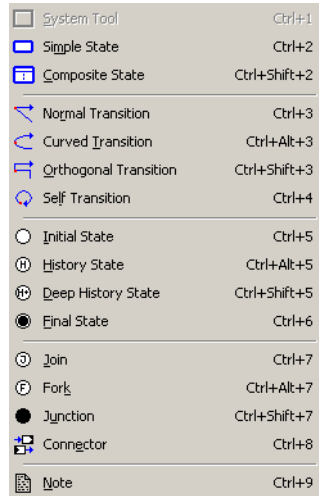 System Tool Ctrl+1
Simple State Ctrl+2
Composite State Ctrl+Shift+2
Normal Transition Ctrl+3
Curved Transition Ctrl+Alt+3
Orthogonal Transition Ctrl+Shift+3
Self Transition Ctrl+4
Initial State Ctrl+5
H History State Ctrl+Alt+5
H* Deep History State Ctrl+Shift+5
Final State Ctrl+6
J Join Ctrl+7
F Fork Ctrl+Alt+7
Junction Ctrl+Shift+7
Connector Ctrl+8
Note Ctrl+9